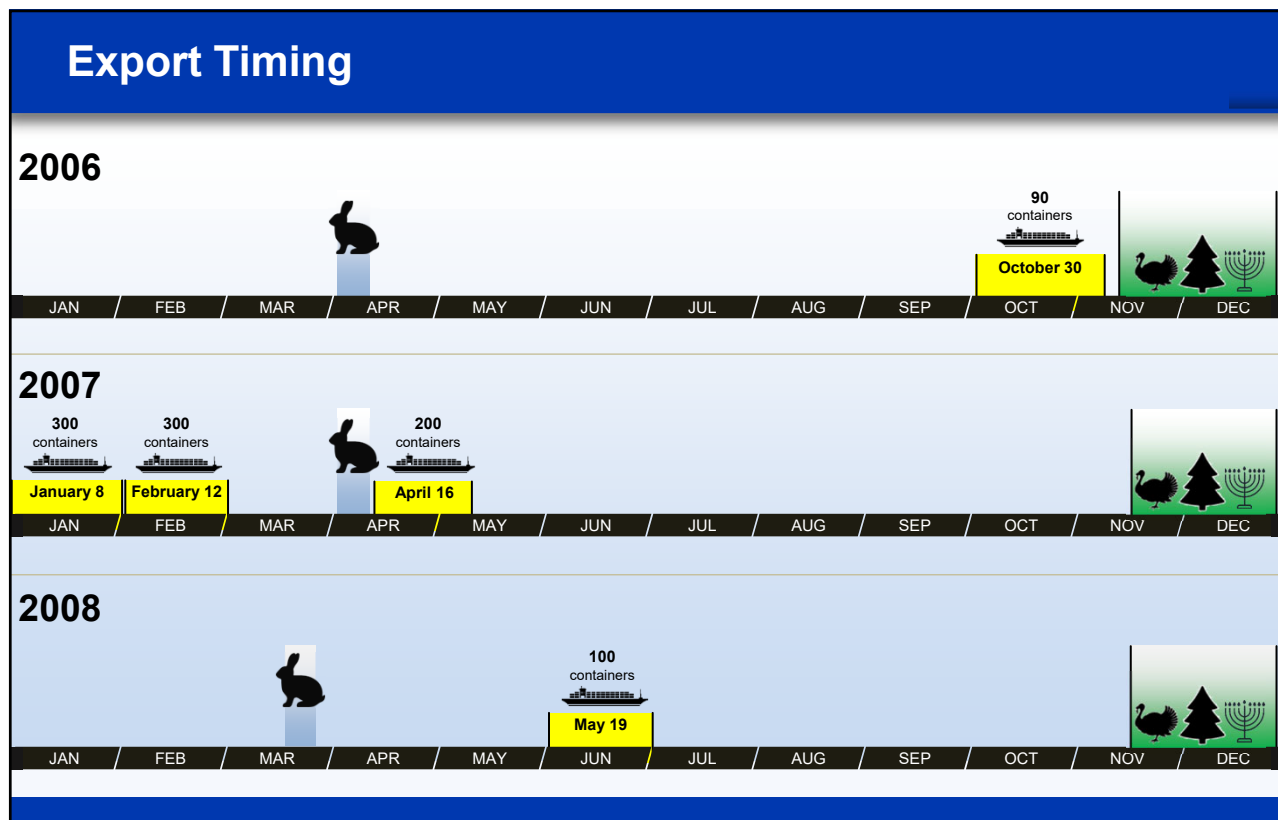 Export Timing
2006
90
containers
October 30
JAN FEB MAR APR MAY JUN JUL AUG SEP OCT NOV DEC
2007
300 300 200
containers containers containers
January 8 February 12 April 16
JAN FEB MAR APR MAY JUN JUL AUG SEP OCT NOV DEC
2008
100
containers
May 19
JAN FEB MAR APR MAY JUN JUL AUG SEP OCT NOV DEC